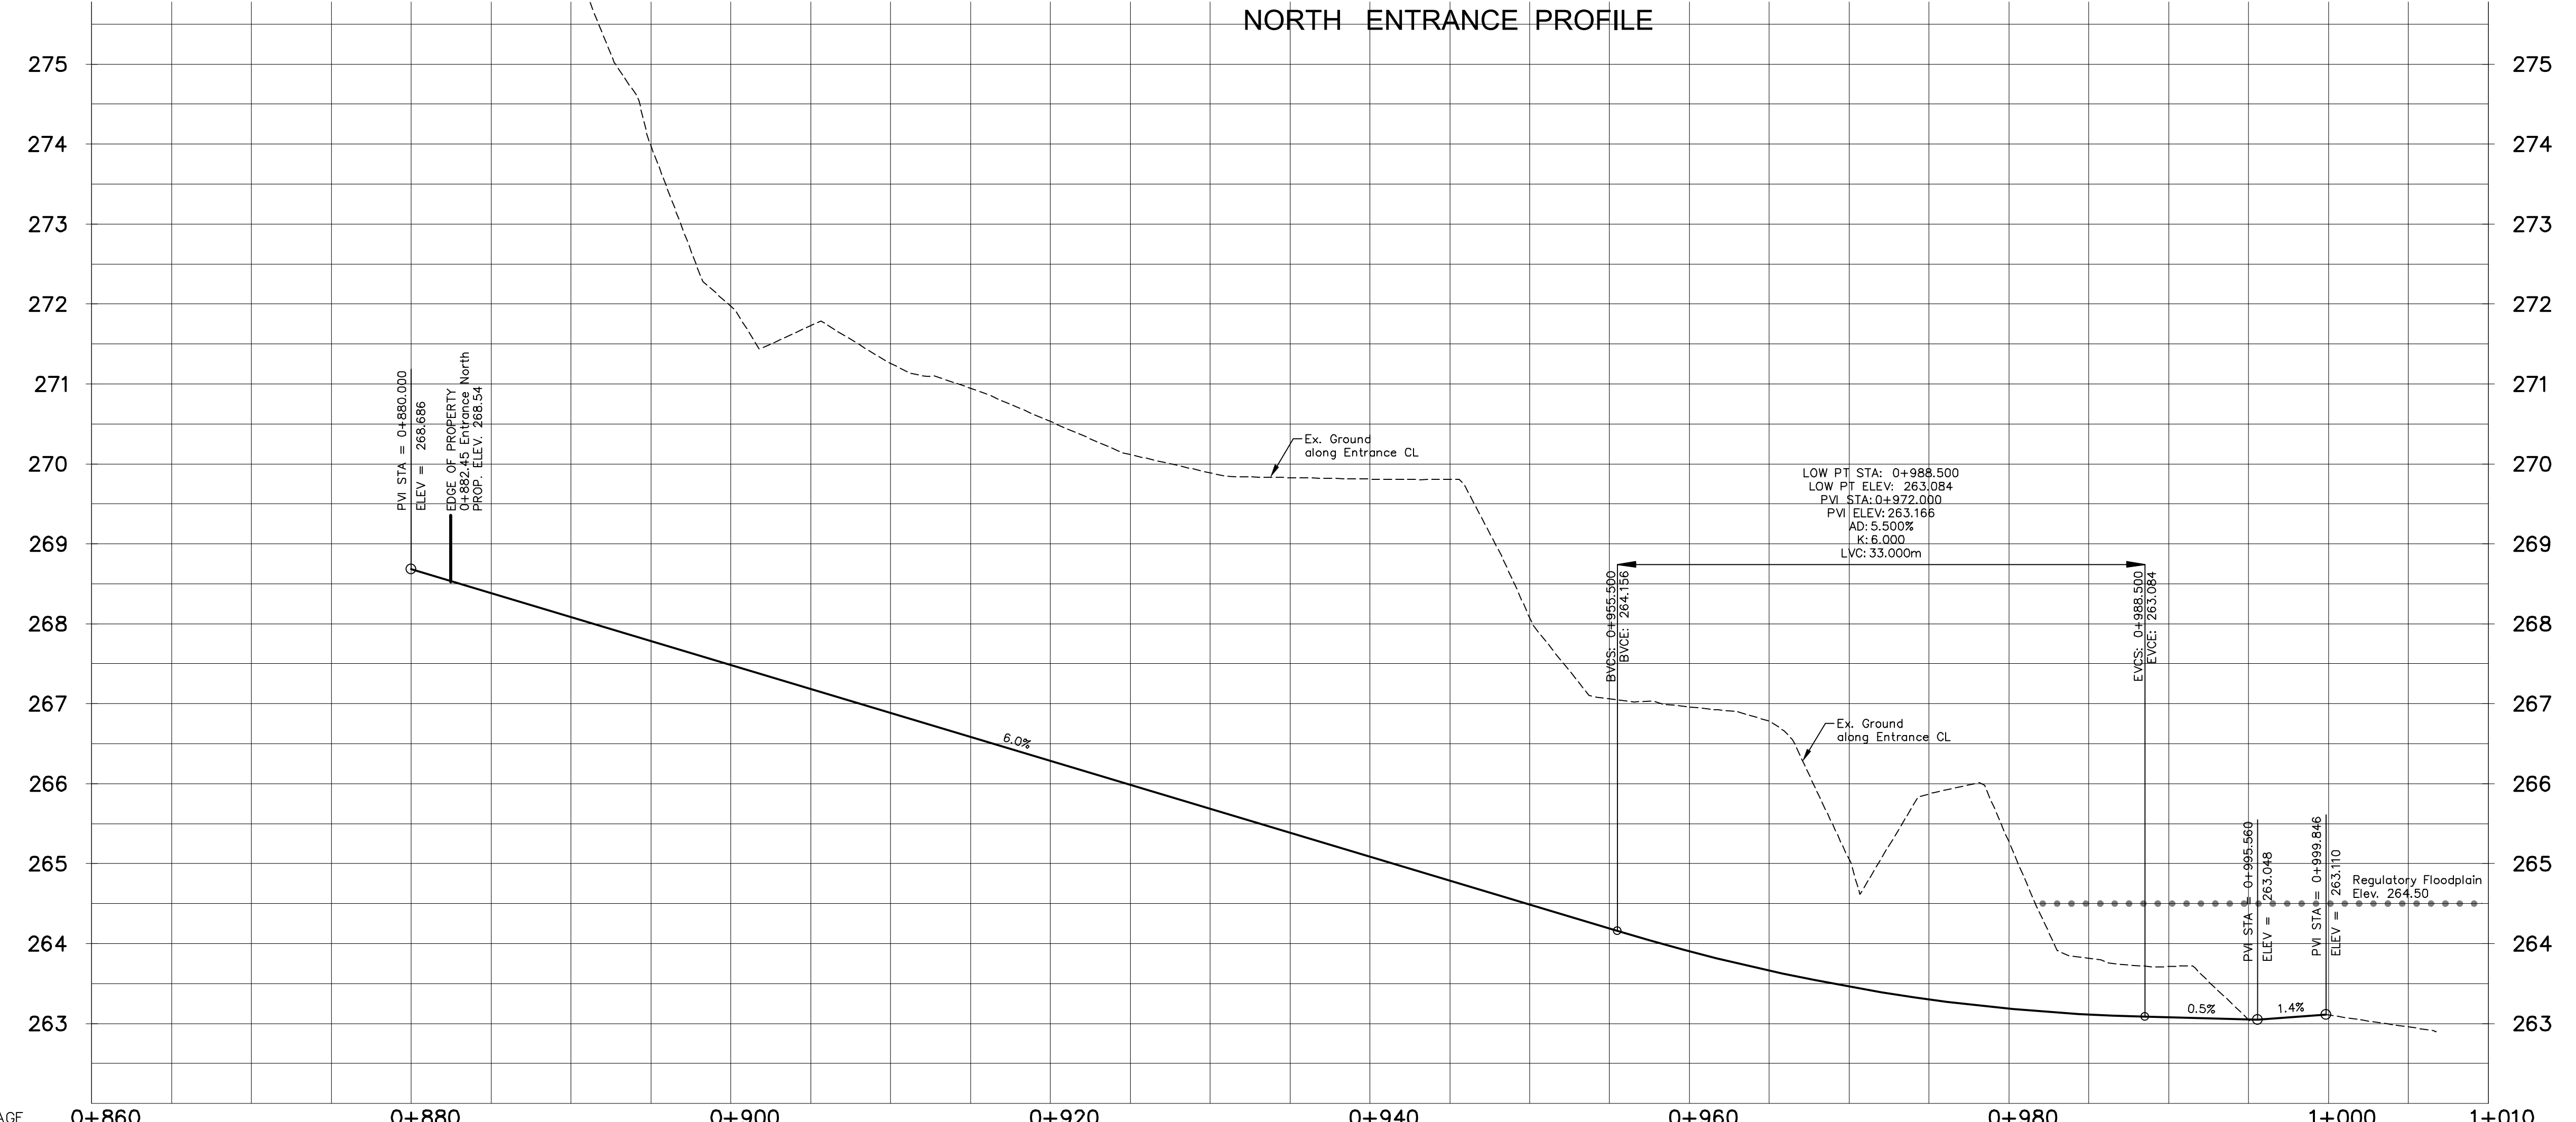 NORTH ENTRANCE PROFILE
275
275
274
274
273
273
272
272
271
271
270
270
269
269
268
268
267
267
266
266
265
265
264
264
263
263
PVI STA = 0+880.000
ELEV = 268.686
EDGE OF PROPERTY
0+882.45 Entrance North
PROP. ELEV. 268.54
Ex. Ground
along Entrance CL
LOW PT STA: 0+988.500
LOW PT ELEV: 263.084
PVI STA: 0+972.000
PVI ELEV: 263.166
AD: 5.500%
K: 6.000
LVC: 33.000m
BVCS: 0+955.500
BVCE: 264.156
EVCS: 0+988.500
EVCE: 263.084
6.0%
Ex. Ground
along Entrance CL
PVI STA = 0+995.560
ELEV = 263.048
PVI STA = 0+999.846
ELEV = 263.110
Regulatory Floodplain
Elev. 264.50
0.5%
1.4%
AGE
0+860
0+880
0+900
0+920
0+940
0+960
0+980
1+000
1+010